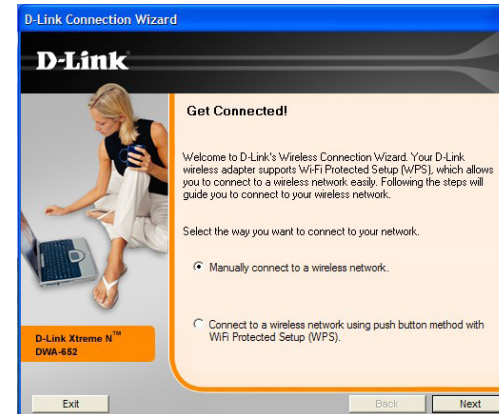 D-Link Connection Wizard
D-Link
Get Connected!
Welcome to D-Link's Wireless Connection Wizard. Your D-Link
wireless adapter supports Wi-Fi Protected Setup (WPS), which allows
you to connect to a wireless network easily. Following the steps will
guide you to connect to your wireless network.
Select the way you want to connect to your network.
Manually connect to a wireless network.
Connect to a wireless network using push button method with
WiFi Protected Setup (WPS).
D-Link Xtreme N™
DWA-652
Exit
Back
Next